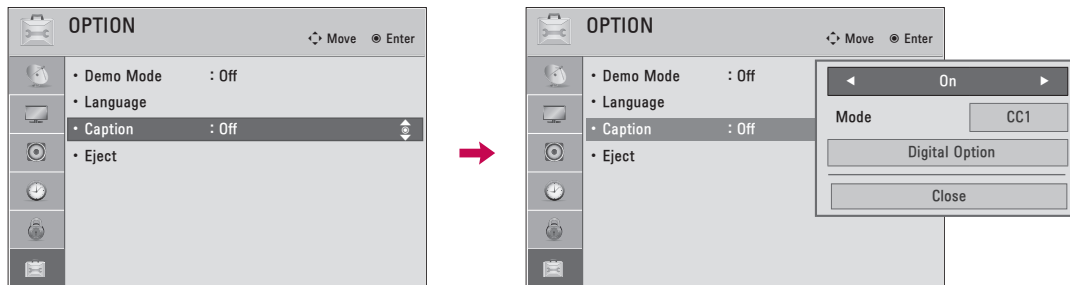 OPTION
Move Enter
• Demo Mode : Off
• Language
• Caption : Off
• Eject
OPTION
Move Enter
• Demo Mode : Off
• Language
• Caption : Off
• Eject
◄ On ►
Mode CC1
Digital Option
Close